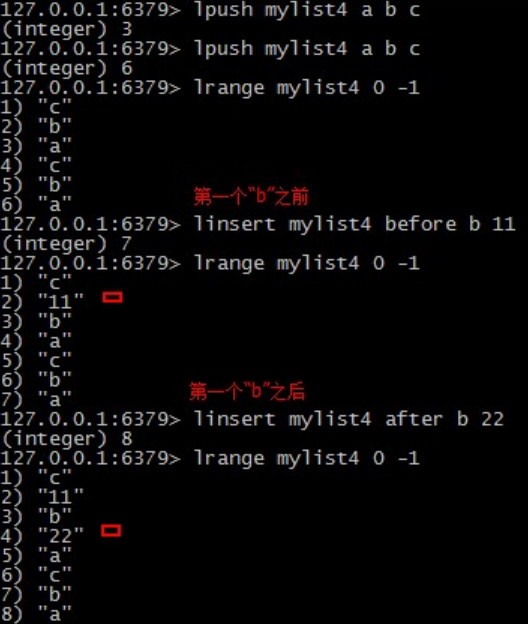 127.0.0.1:6379> lpush mylist4 a b c
(integer) 3
127.0.0.1:6379> lpush mylist4 a b c
(integer) 6
127.0.0.1:6379> lrange mylist4 0 -1
1) "c"
2) "b"
3) "a"
4) "c"
5) "b"
6) "a"
第一个“b”之前
127.0.0.1:6379> linsert mylist4 before b 11
(integer) 7
127.0.0.1:6379> lrange mylist4 0 -1
1) "c"
2) "11"
3) "b"
4) "a"
5) "c"
6) "b"
7) "a"
第一个“b”之后
127.0.0.1:6379> linsert mylist4 after b 22
(integer) 8
127.0.0.1:6379> lrange mylist4 0 -1
1) "c"
2) "11"
3) "b"
4) "22"
5) "a"
6) "c"
7) "b"
8) "a"